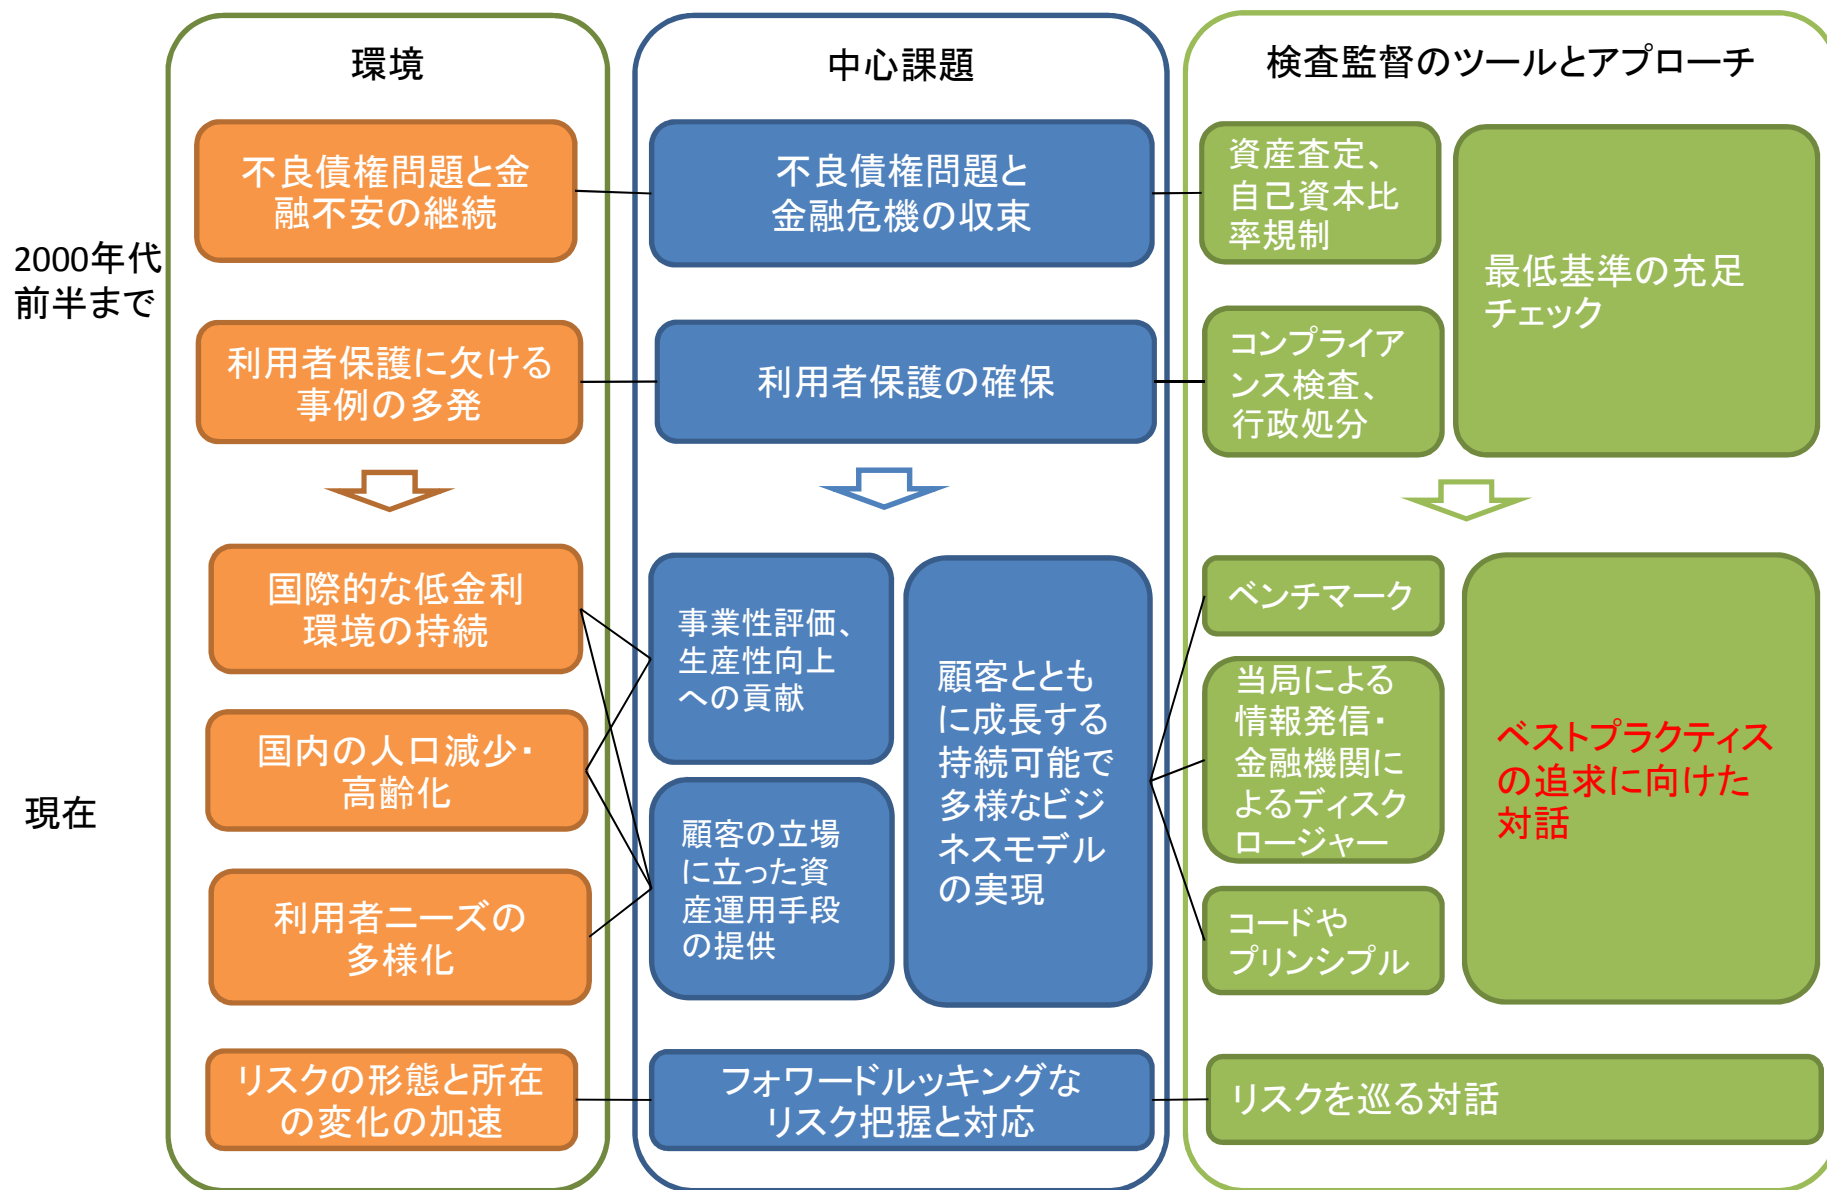 環境
中心課題
検査監督のツールとアプローチ
2000年代
前半まで
不良債権問題と金
融不安の継続
不良債権問題と
金融危機の収束
資産査定、
自己資本比
率規制
最低基準の充足
チェック
利用者保護に欠ける
事例の多発
利用者保護の確保
コンプライア
ンス検査、
行政処分
現在
国際的な低金利
環境の持続
国内の人口減少・
高齢化
利用者ニーズの
多様化
事業性評価、
生産性向上
への貢献
顧客の立場
に立った資
産運用手段
の提供
顧客ととも
に成長する
持続可能で
多様なビジ
ネスモデル
の実現
ベンチマーク
当局による
情報発信・
金融機関に
よるディスク
ロージャー
コードや
プリンシプル
ベストプラクティス
の追求に向けた
対話
リスクの形態と所在
の変化の加速
フォワードルッキングな
リスク把握と対応
リスクを巡る対話